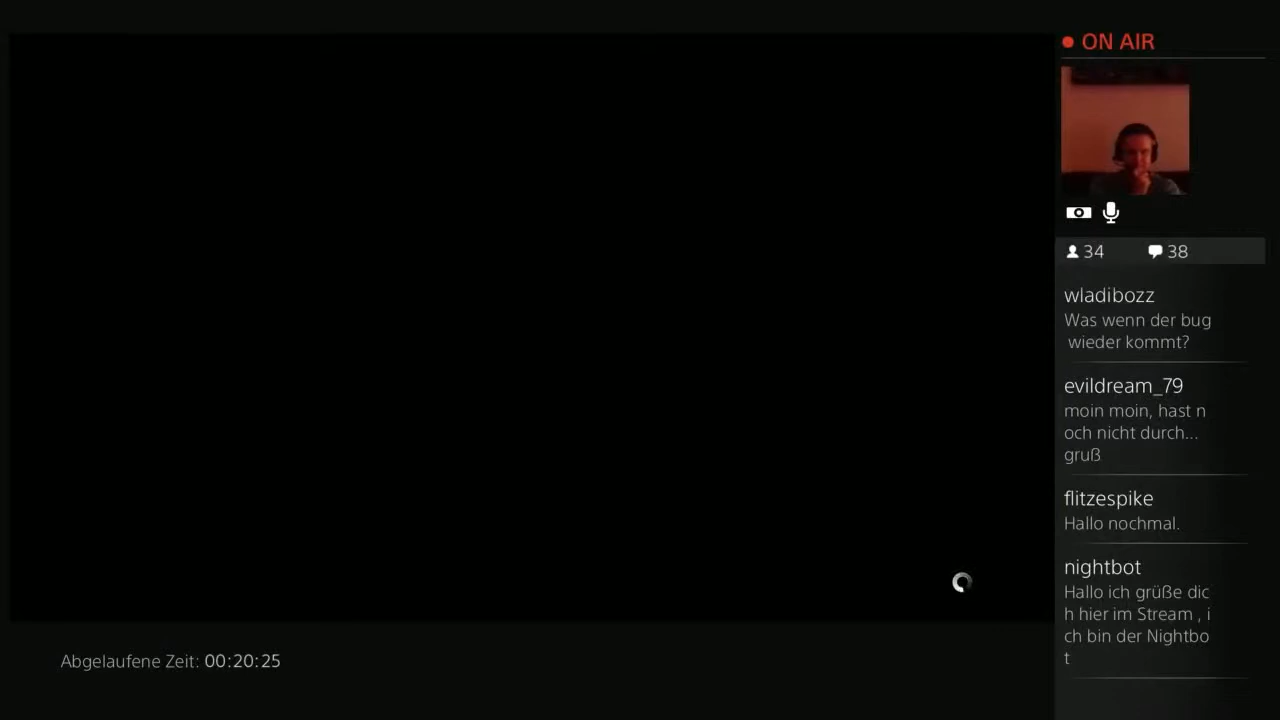 ON AIR
34 38
wladibozz
Was wenn der bug
wieder kommt?
evildream_79
moin moin, hast n
och nicht durch...
gruß
flitzespike
Hallo nochmal.
nightbot
Hallo ich grüße dic
h hier im Stream , i
ch bin der Nightbo
t
Abgelaufene Zeit: 00:20:25